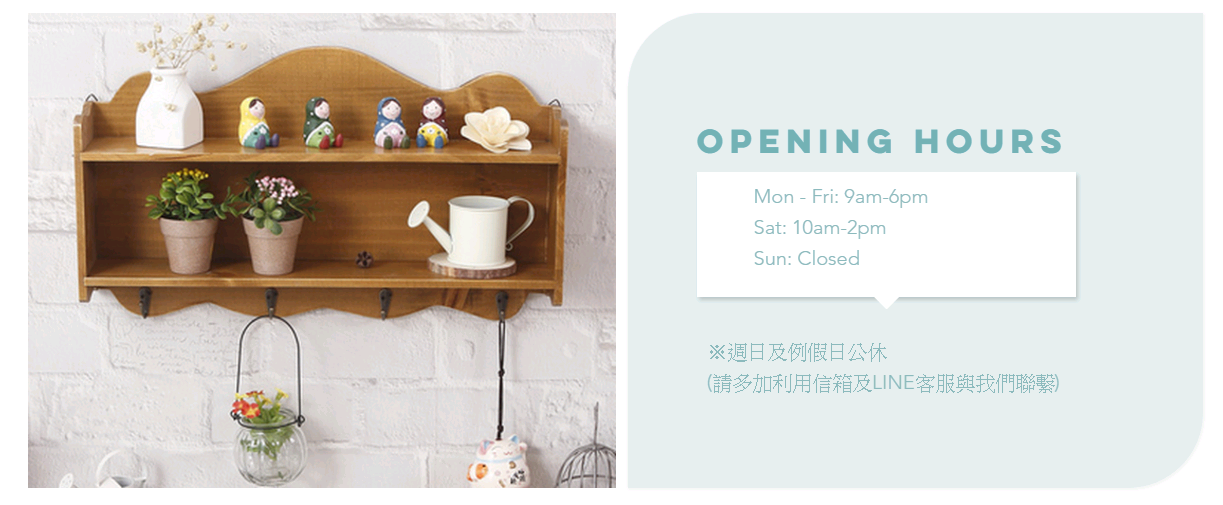 OPENING HOURS
Mon - Fri: 9am-6pm
Sat: 10am-2pm
Sun: Closed
※週日及例假日公休
(請多加利用信箱及LINE客服與我們聯繫)